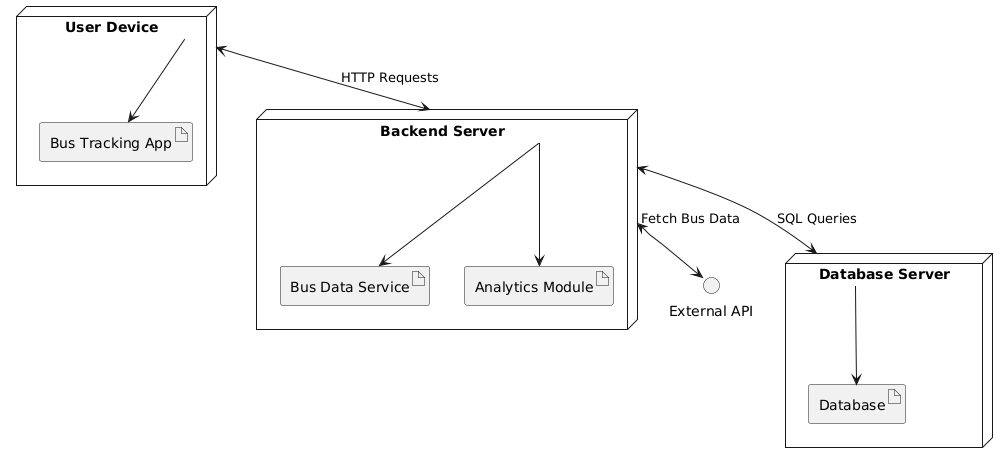 User Device
HTTP Requests
Backend Server
Bus Tracking App
Fetch Bus Data
SQL Queries
Database Server
Bus Data Service
Analytics Module
External API
Database